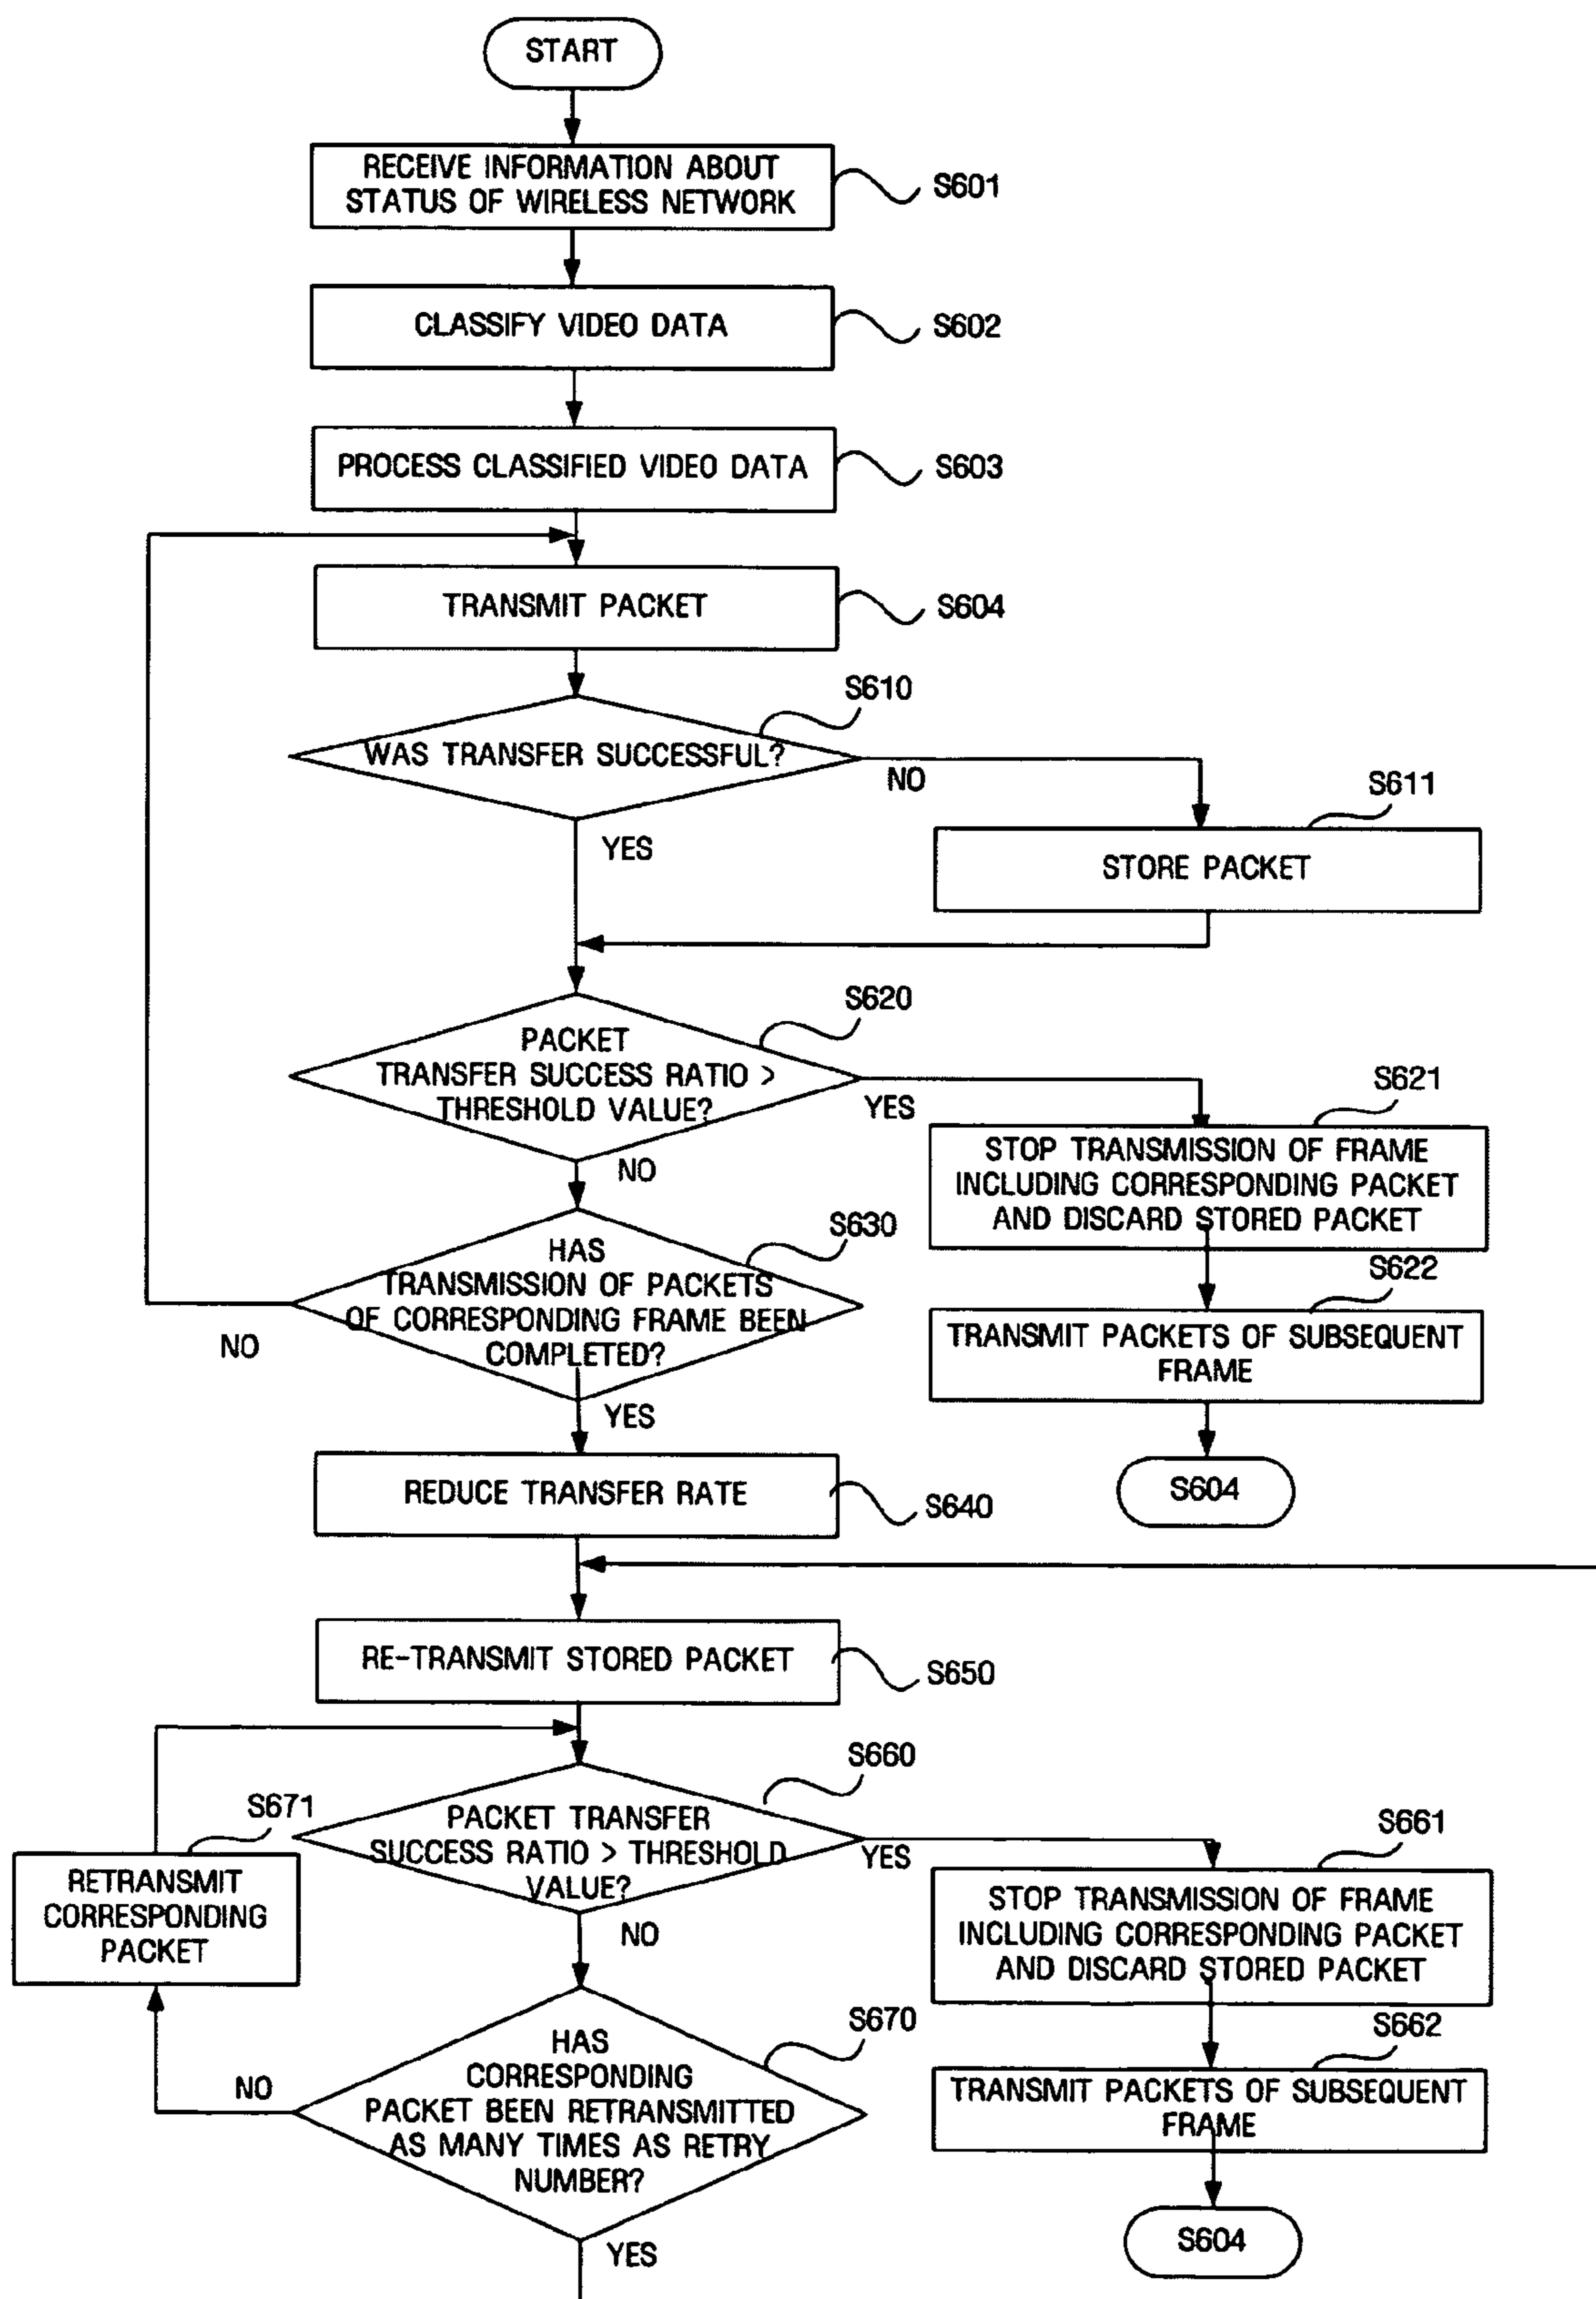 START
RECEIVE INFORMATION ABOUT
STATUS OF WIRELESS NETWORK
S601
CLASSIFY VIDEO DATA
S602
PROCESS CLASSIFIED VIDEO DATA
S603
TRANSMIT PACKET
S604
S610
WAS TRANSFER SUCCESSFUL?
NO
YES
S611
STORE PACKET
S620
PACKET
TRANSFER SUCCESS RATIO >
THRESHOLD VALUE?
YES
NO
S621
STOP TRANSMISSION OF FRAME
INCLUDING CORRESPONDING PACKET
AND DISCARD STORED PACKET
S622
TRANSMIT PACKETS OF SUBSEQUENT
FRAME
S604
S630
HAS
TRANSMISSION OF PACKETS
OF CORRESPONDING FRAME BEEN
COMPLETED?
NO
YES
REDUCE TRANSFER RATE
S640
RE-TRANSMIT STORED PACKET
S650
S660
PACKET TRANSFER
SUCCESS RATIO > THRESHOLD
VALUE?
YES
NO
S671
RETRANSMIT
CORRESPONDING
PACKET
S661
STOP TRANSMISSION OF FRAME
INCLUDING CORRESPONDING PACKET
AND DISCARD STORED PACKET
S662
TRANSMIT PACKETS OF SUBSEQUENT
FRAME
S604
S670
HAS
CORRESPONDING
PACKET BEEN RETRANSMITTED
AS MANY TIMES AS RETRY
NUMBER?
NO
YES